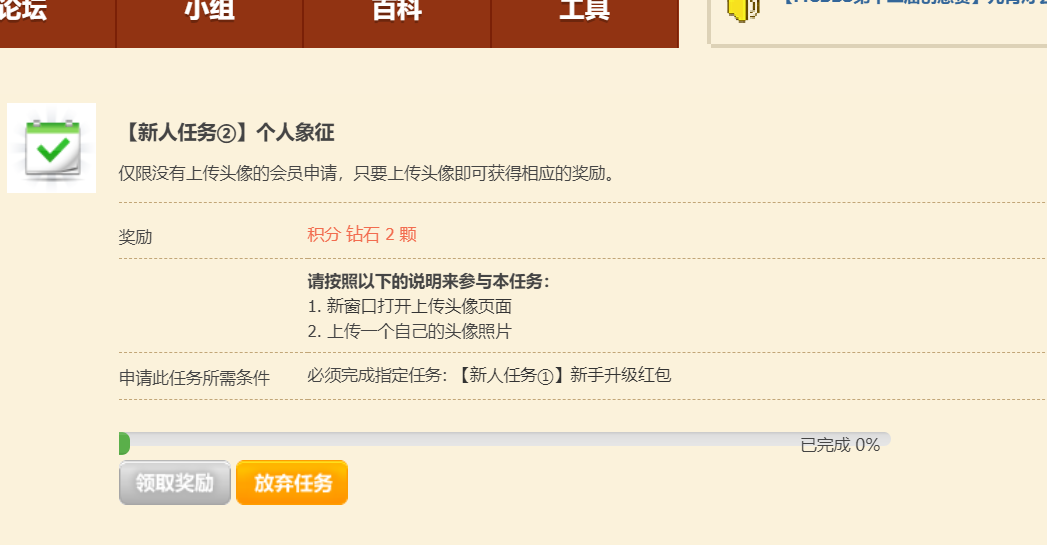 论坛
小组
百科
工具
【新人任务②】个人象征
仅限没有上传头像的会员申请，只要上传头像即可获得相应的奖励。
奖励
积分 钻石 2 颗
请按照以下的说明来参与本任务：
1. 新窗口打开上传头像页面
2. 上传一个自己的头像照片
申请此任务所需条件
必须完成指定任务：【新人任务①】新手升级红包
已完成 0%
领取奖励
放弃任务